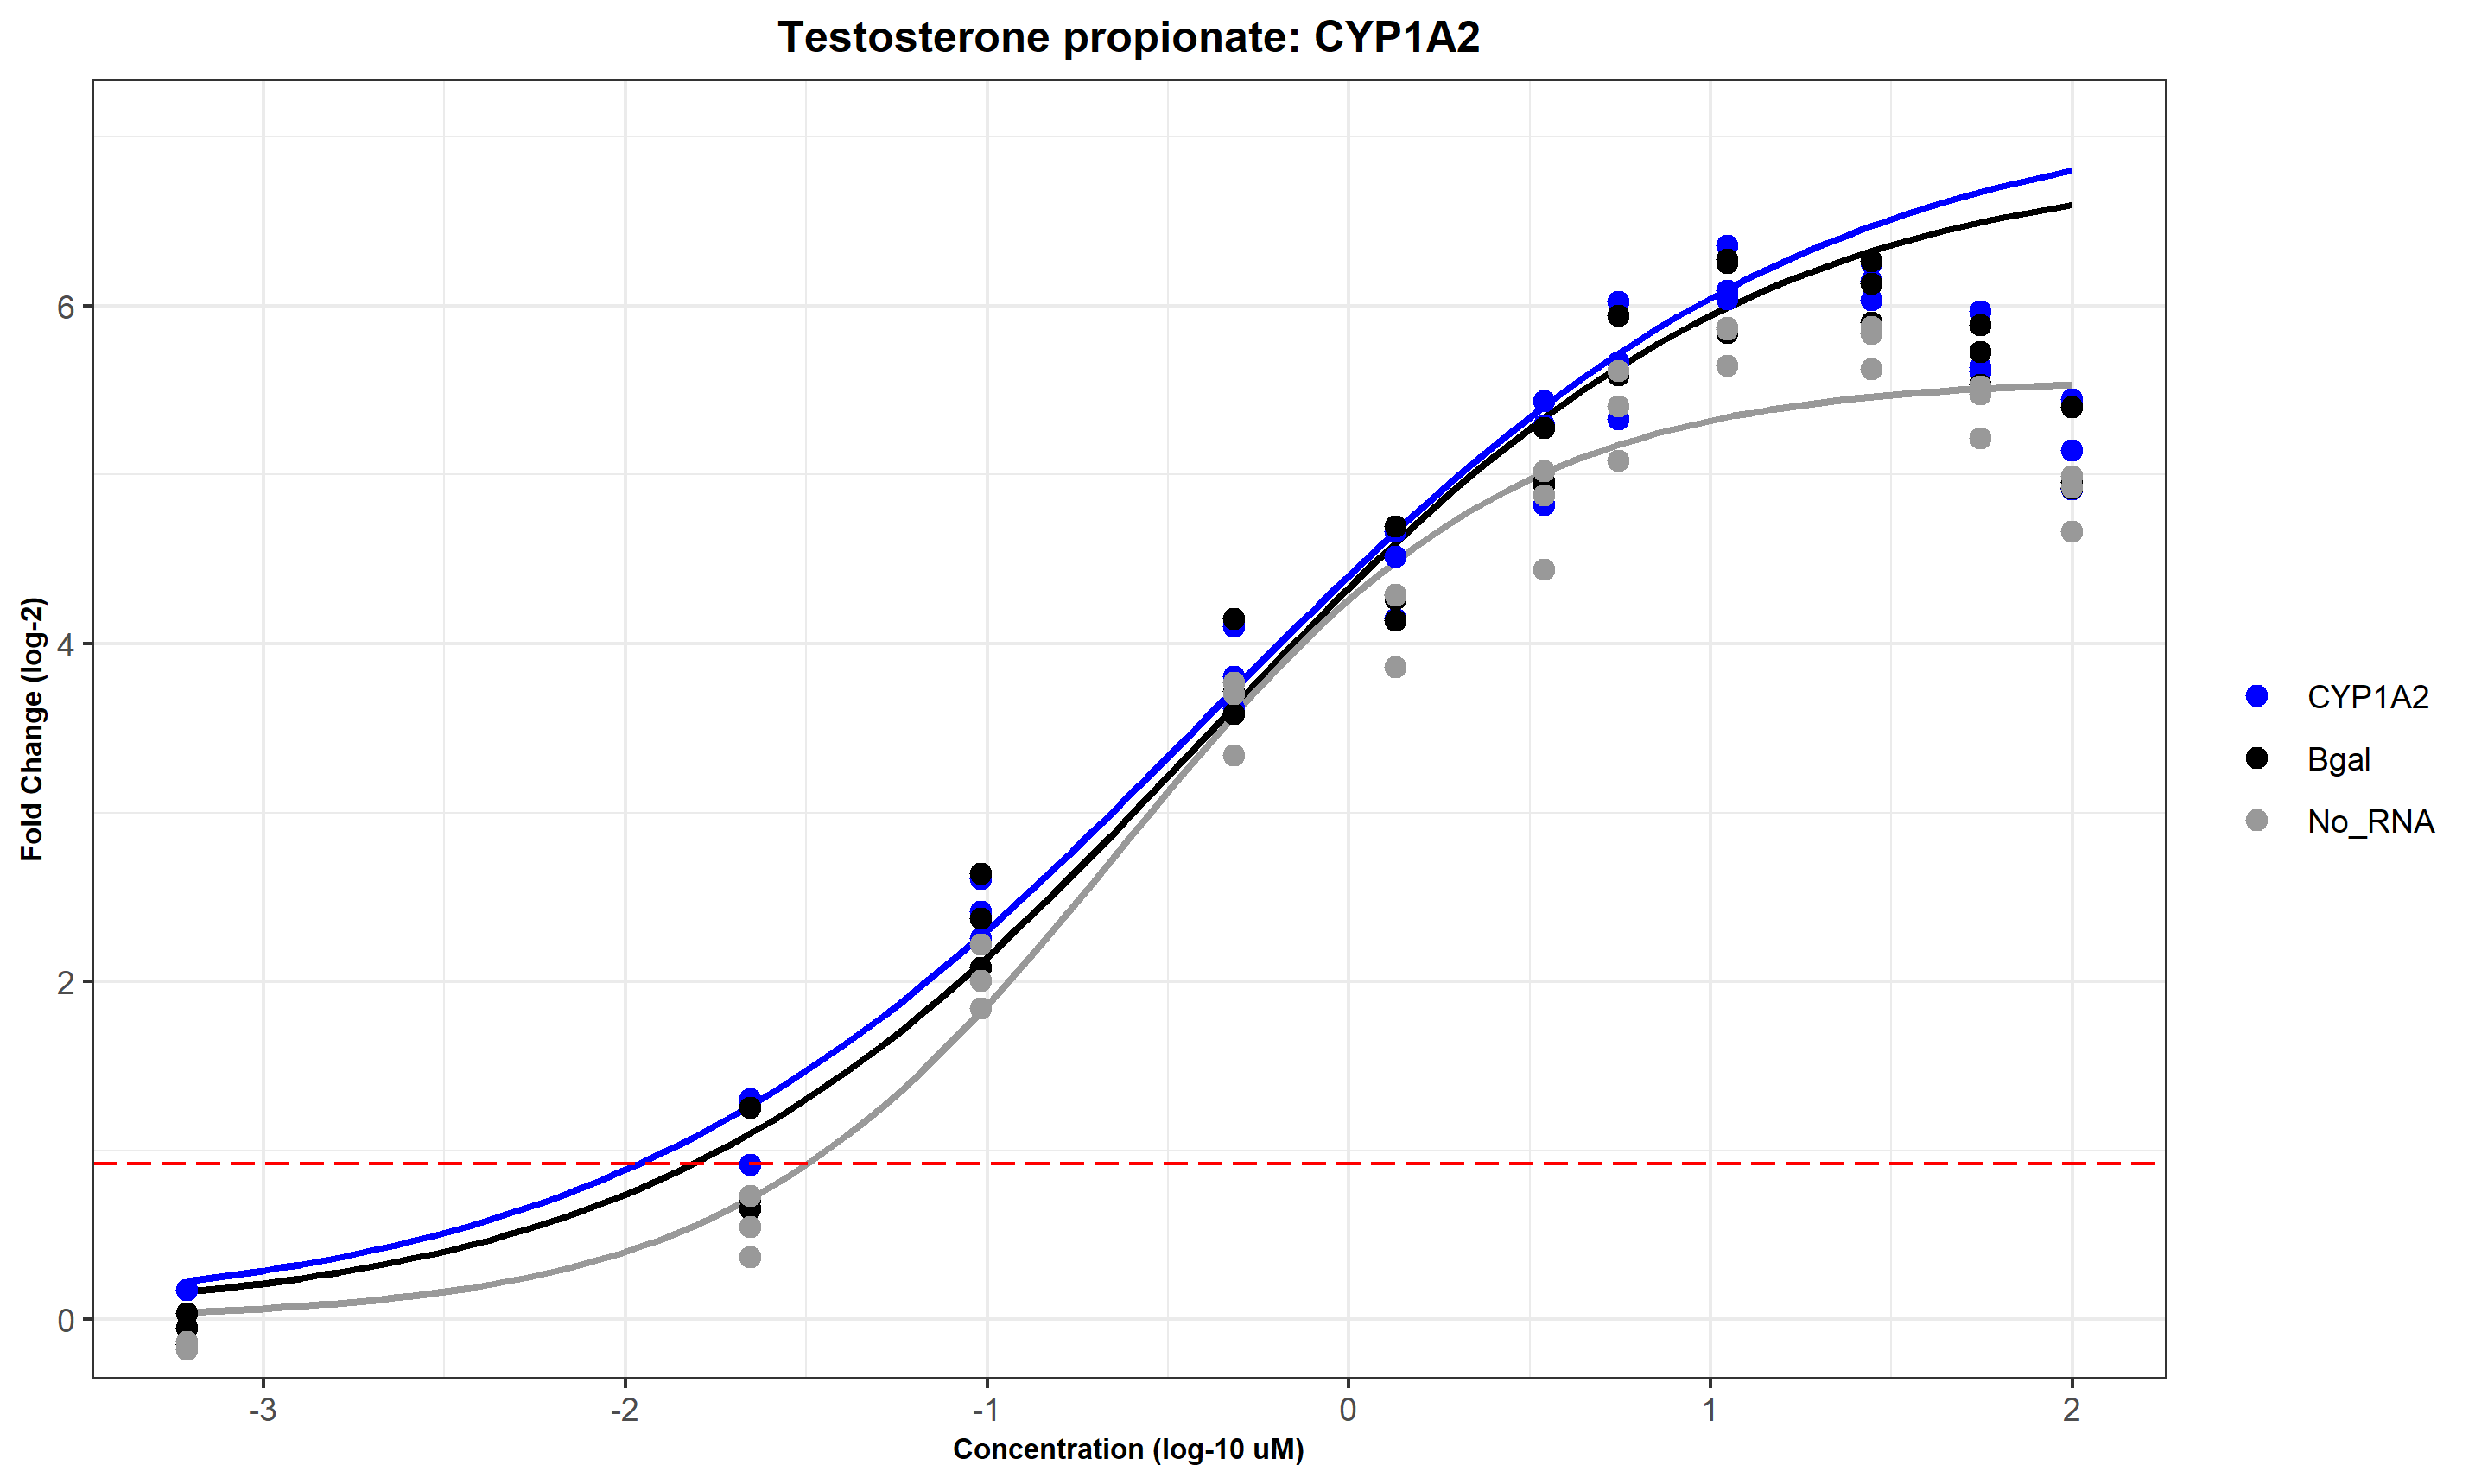 Testosterone propionate: CYP1A2
Fold Change (log-2)
6
4
2
0
-3
-2
-1
0
1
2
Concentration (log-10 uM)
CYP1A2
Bgal
No_RNA